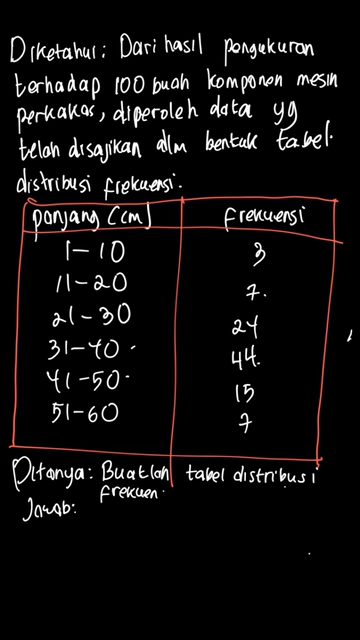 Diketahui: Dari hasil pengukuran
terhadap 100 buah komponen mesin
perkakas, diperoleh data yg
telah disajikan dlm bentuk tabel.
distribusi frekuensi.
panjang (cm) frekuensi
1-10 3
11-20 7.
21-30 24
31-40. 44.
41-50. 15
51-60 7
Ditanya: Buatlah tabel distribusi
frekuen.
Jawab: